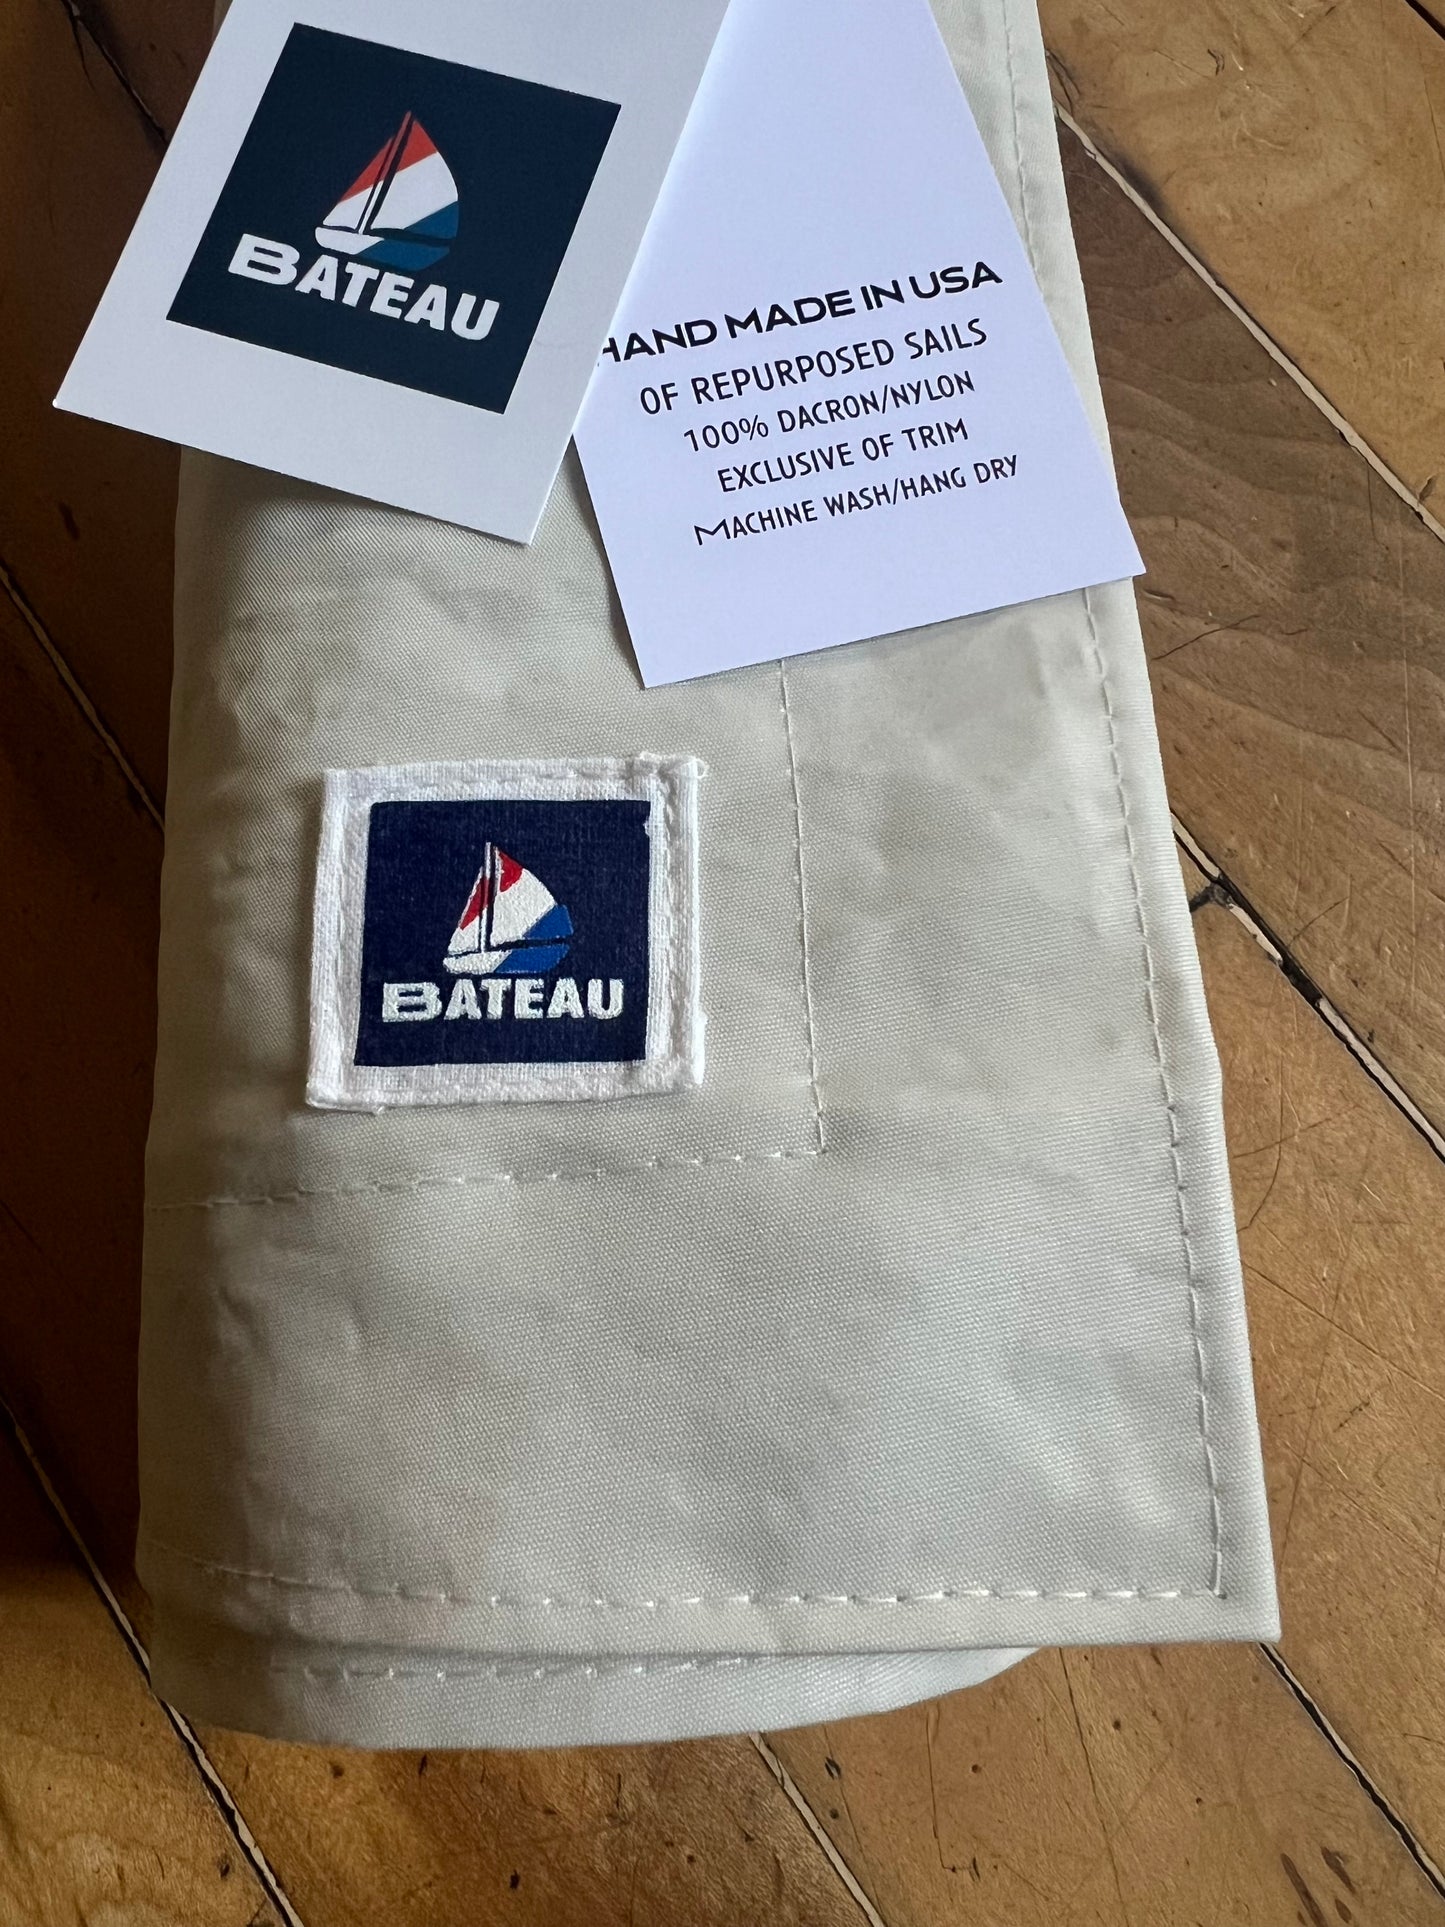 BATEAU
HAND MADE IN USA
OF REPURPOSED SAILS
100% DACRON/NYLON
EXCLUSIVE OF TRIM
MACHINE WASH/HANG DRY
BATEAU